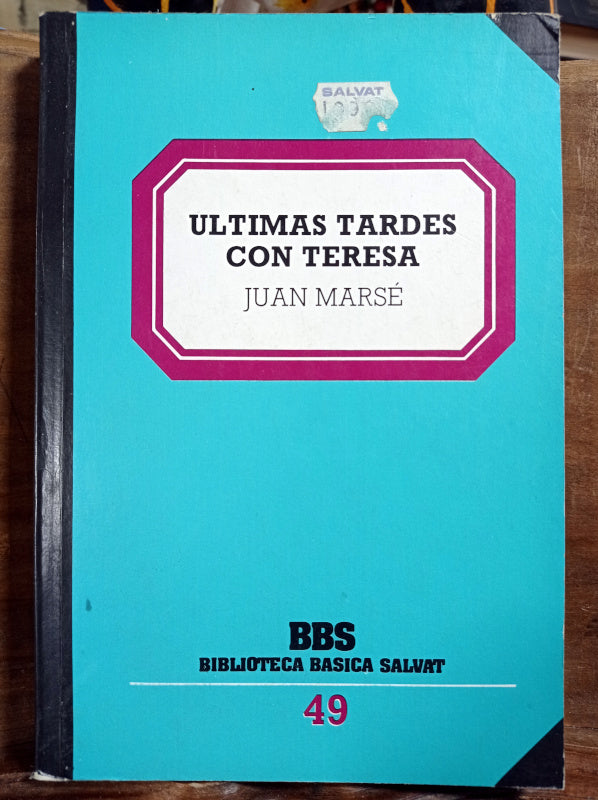 SALVAT
ULTIMAS TARDES
CON TERESA
JUAN MARSÉ
BBS
BIBLIOTECA BASICA SALVAT
49